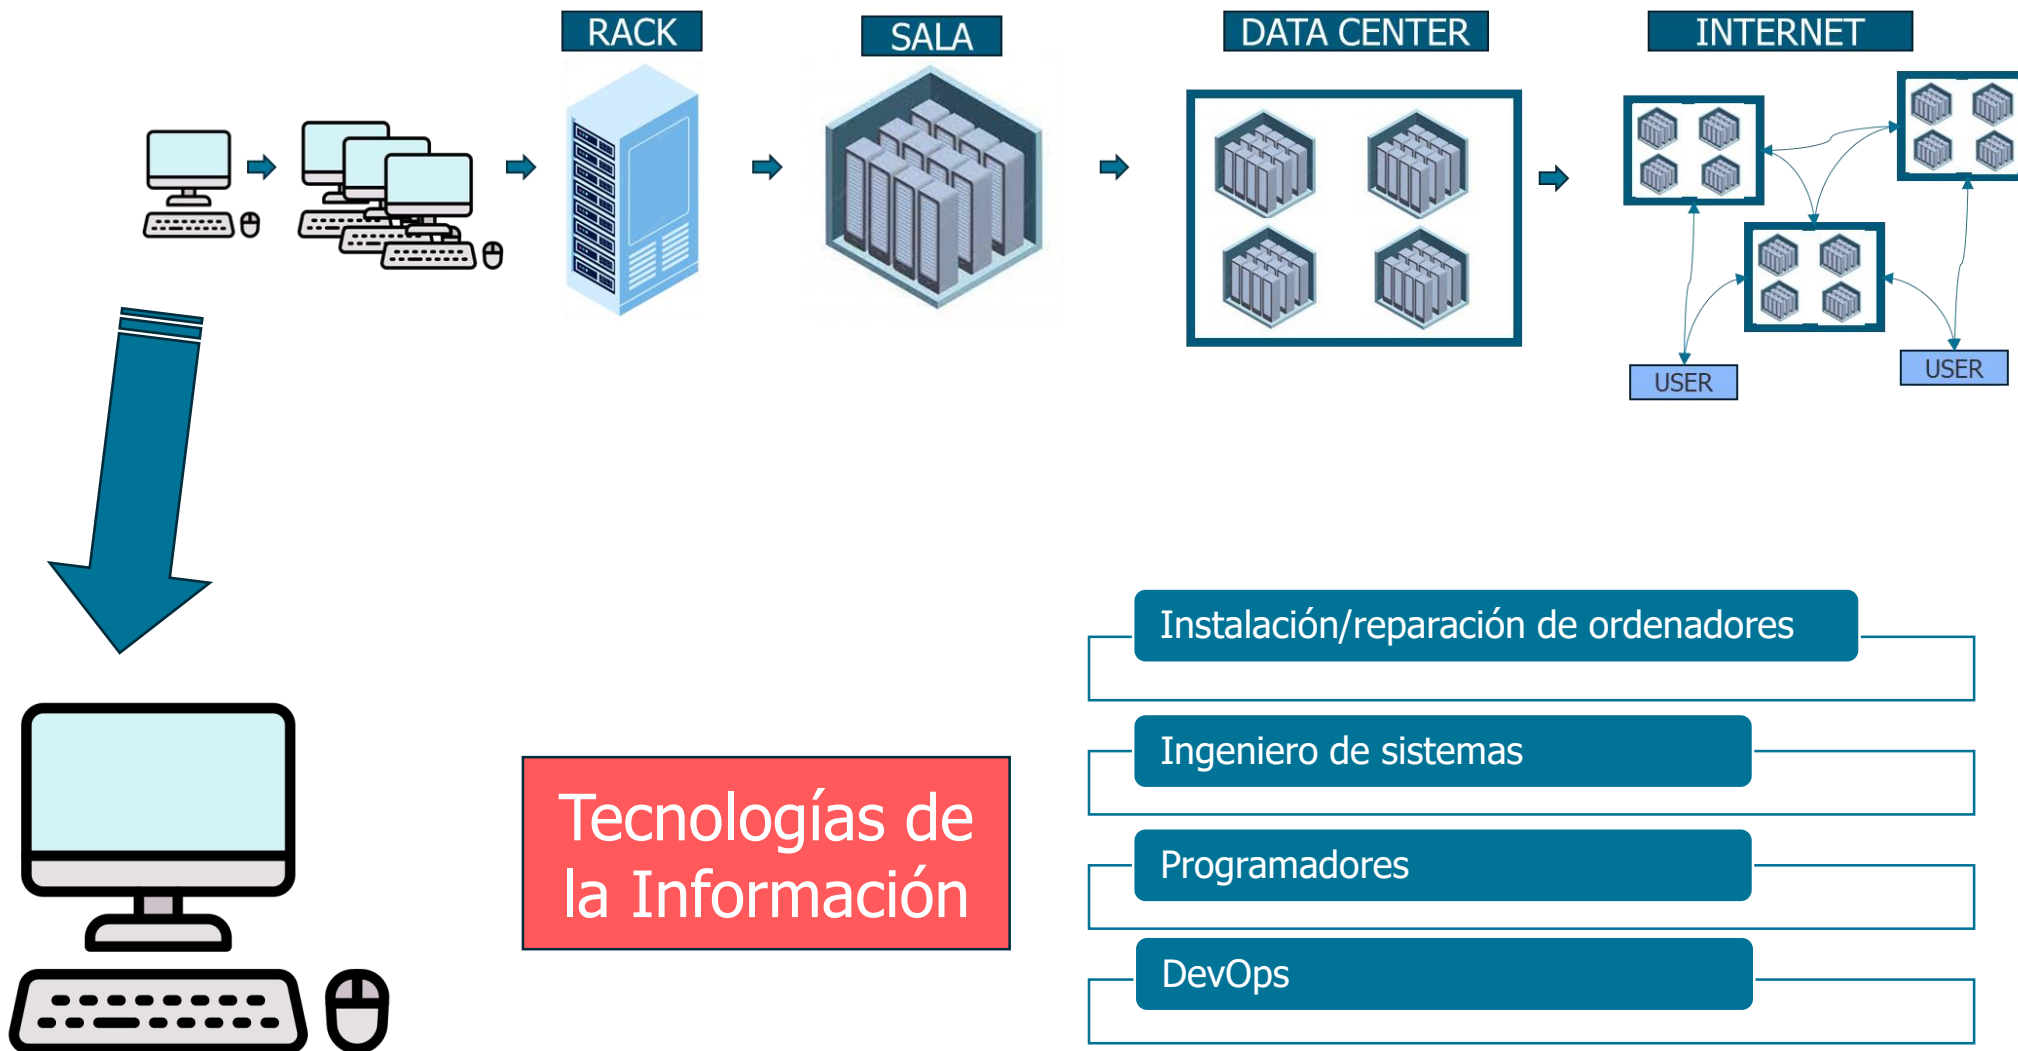 RACK
SALA
DATA CENTER
INTERNET
USER
USER
Instalación/reparación de ordenadores
Ingeniero de sistemas
Tecnologías de
la Información
Programadores
DevOps